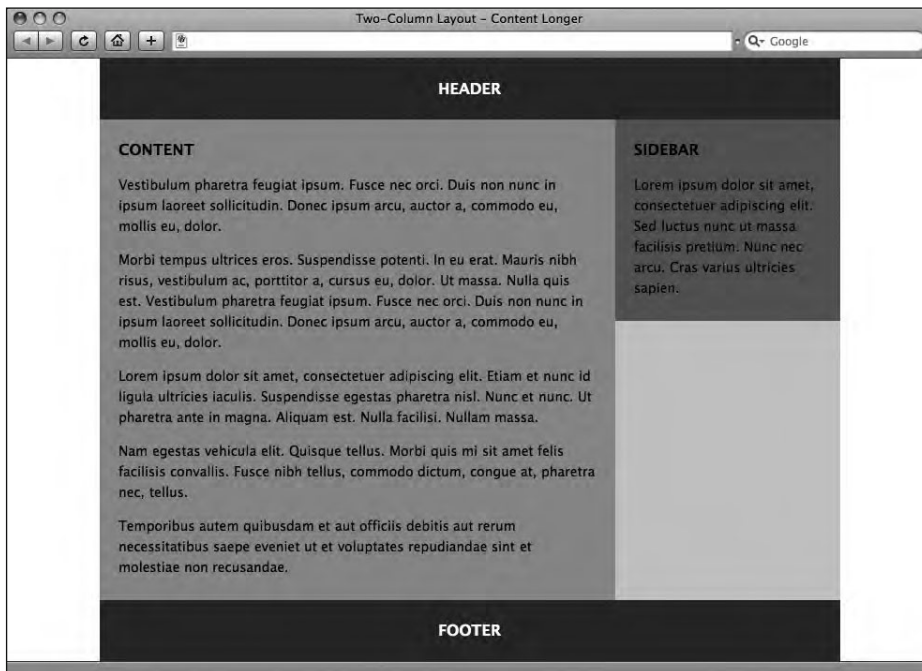 Two-Column Layout – Content Longer
Google
HEADER
CONTENT
Vestibulum pharetra feugiat ipsum. Fusce nec orci. Duis non nunc in
ipsum laoreet sollicitudin. Donec ipsum arcu, auctor a, commodo eu,
mollis eu, dolor.
Morbi tempus ultrices eros. Suspendisse potenti. In eu erat. Mauris nibh
risus, vestibulum ac, porttitor a, cursus eu, dolor. Ut massa. Nulla quis
est. Vestibulum pharetra feugiat ipsum. Fusce nec orci. Duis non nunc in
ipsum laoreet sollicitudin. Donec ipsum arcu, auctor a, commodo eu,
mollis eu, dolor.
Lorem ipsum dolor sit amet, consectetuer adipiscing elit. Etiam et nunc id
ligula ultricies iaculis. Suspendisse egestas pharetra nisl. Nunc et nunc. Ut
pharetra ante in magna. Aliquam est. Nulla facilisi. Nullam massa.
Nam egestas vehicula elit. Quisque tellus. Morbi quis mi sit amet felis
facilisis convallis. Fusce nibh tellus, commodo dictum, congue at, pharetra
nec, tellus.
Temporibus autem quibusdam et aut officiis debitis aut rerum
necessitatibus saepe eveniet ut et voluptates repudiandae sint et
molestiae non recusandae.
SIDEBAR
Lorem ipsum dolor sit amet,
consectetuer adipiscing elit.
Sed luctus nunc ut massa
facilisis pretium. Nunc nec
arcu. Cras varius ultricies
sapien.
FOOTER